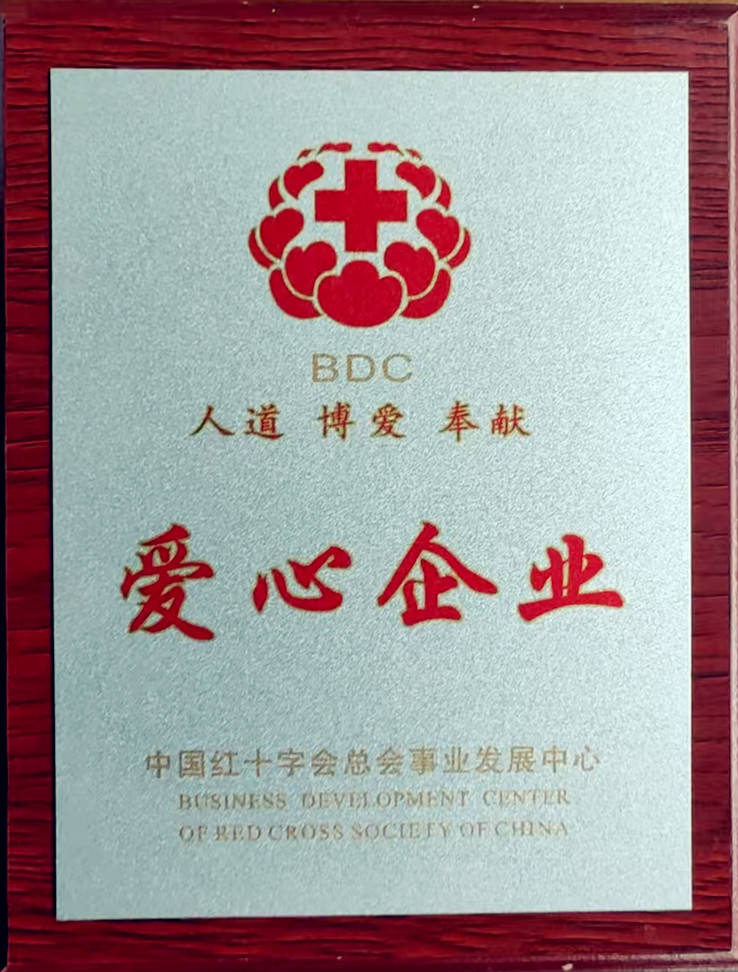 BDC
人道 博爱 奉献
爱心企业
中国红十字会总会事业发展中心
BUSINESS DEVELOPMENT CENTER
OF RED CROSS SOCIETY OF CHINA